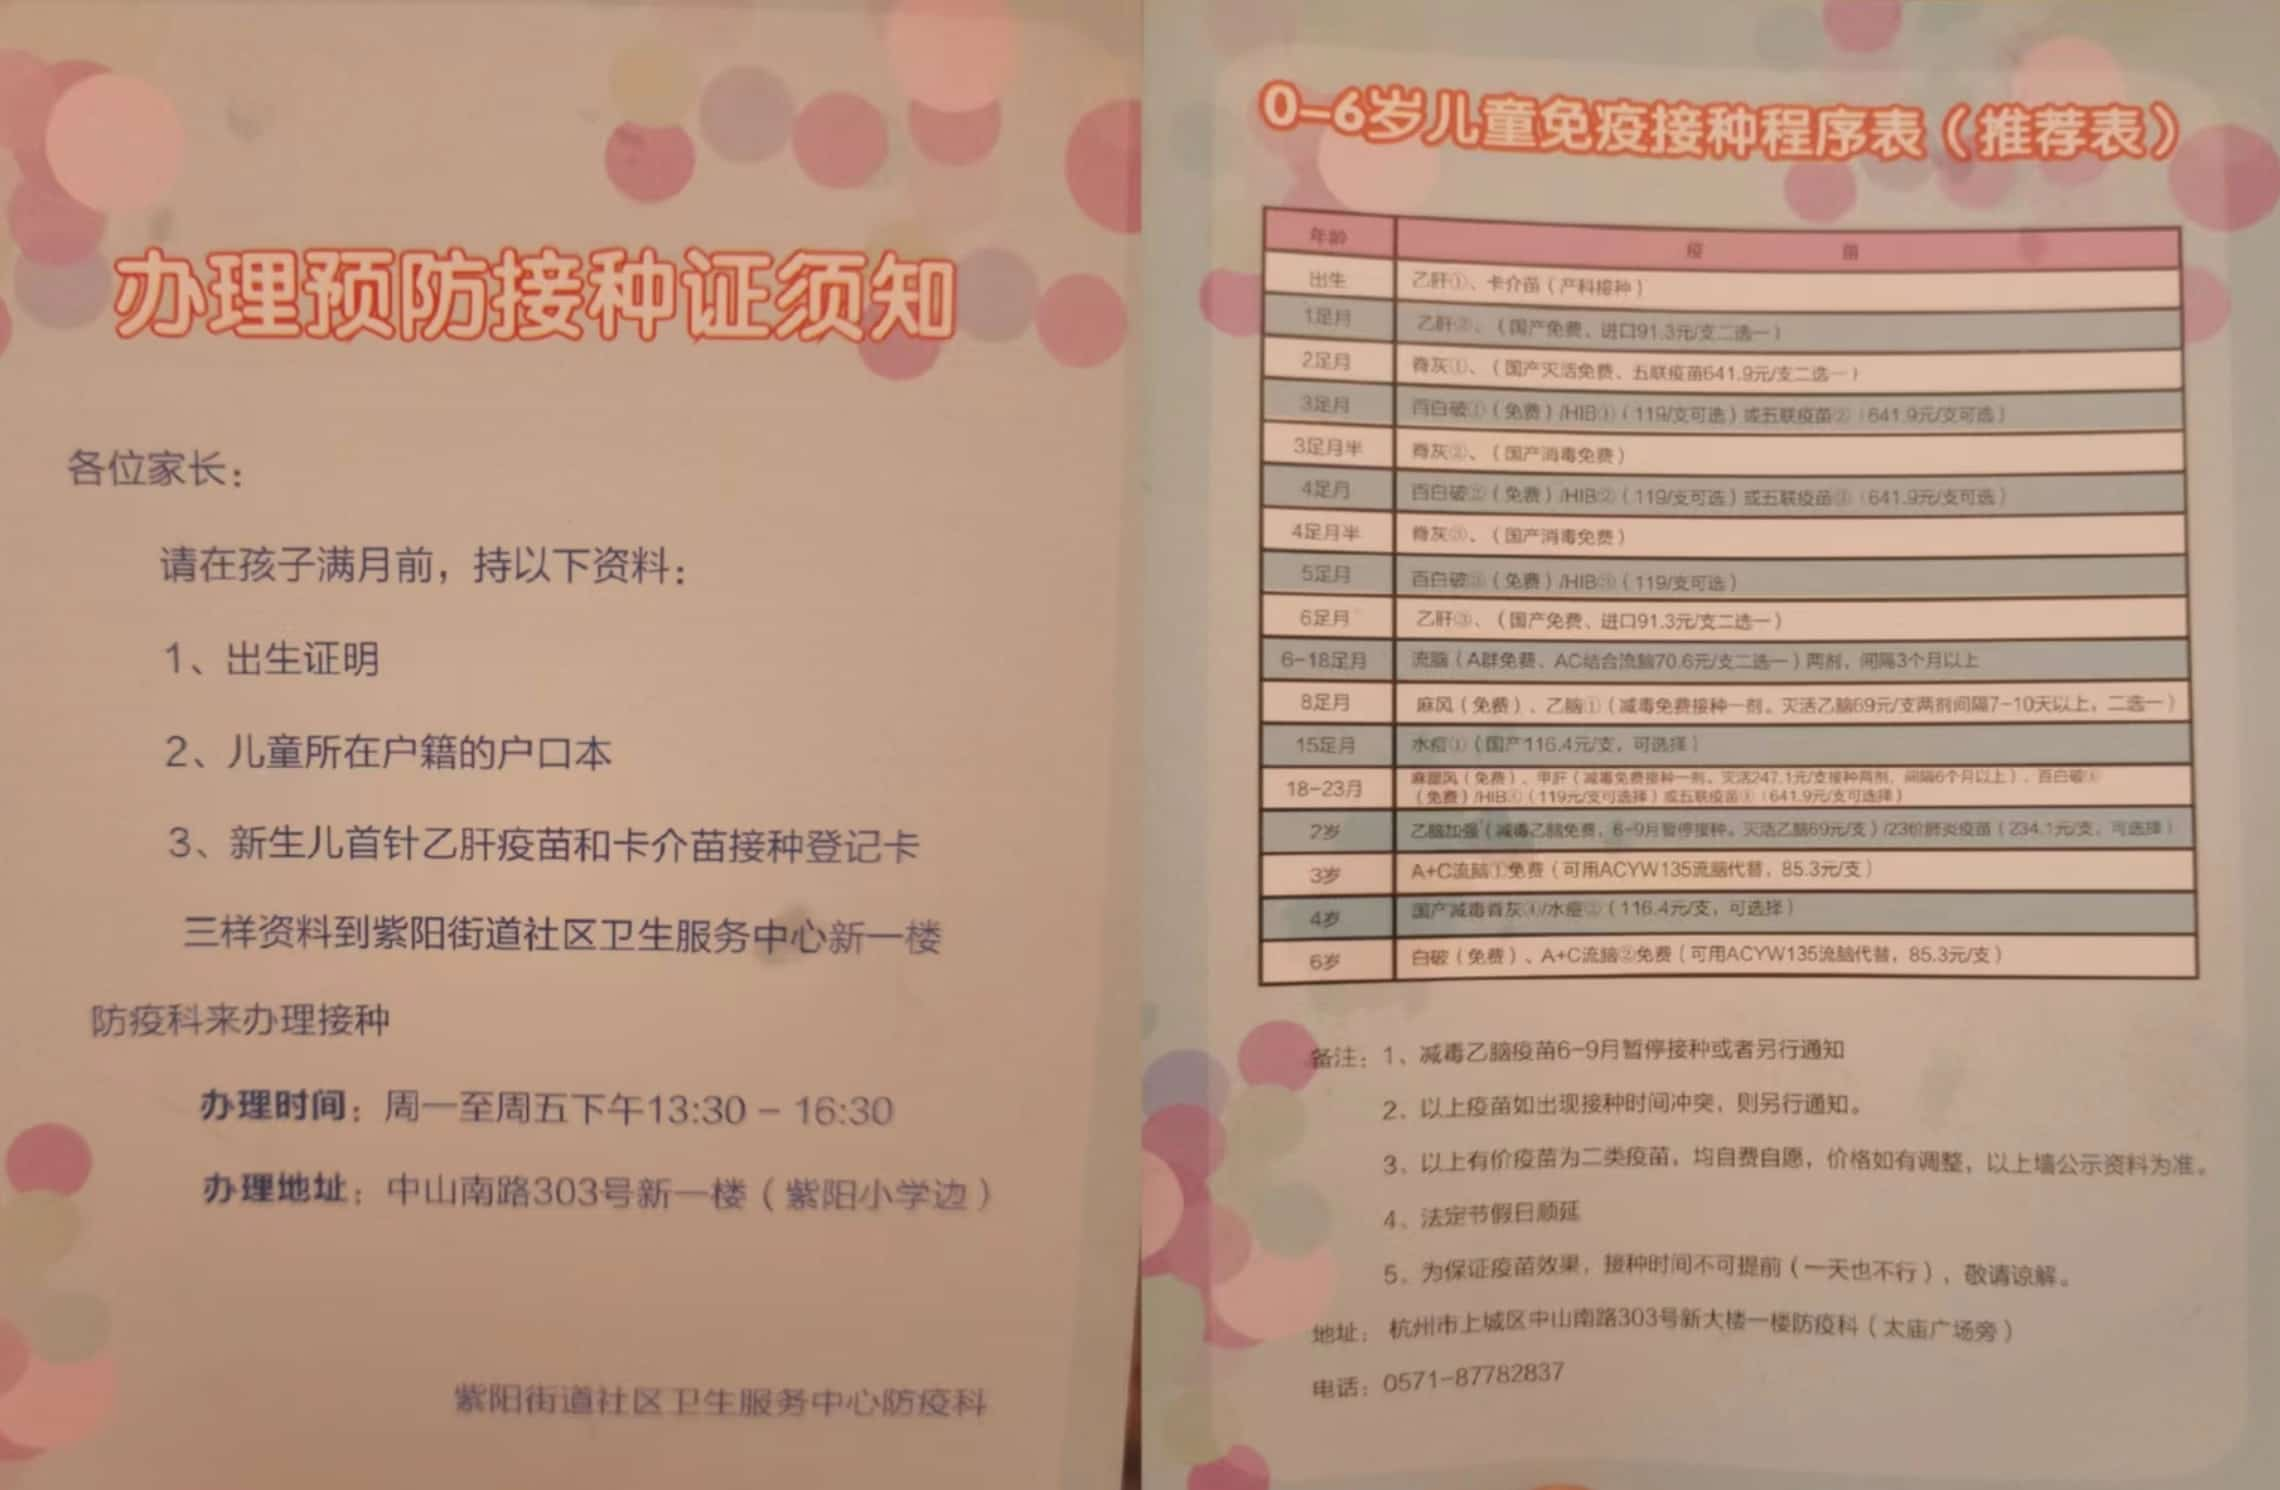 办理预防接种证须知
各位家长：
请在孩子满月前，持以下资料：
1、出生证明
2、儿童所在户籍的户口本
3、新生儿首针乙肝疫苗和卡介苗接种登记卡
三样资料到紫阳街道社区卫生服务中心新一楼
防疫科来办理接种
办理时间：周一至周五下午13:30－16:30
办理地址：中山南路303号新一楼（紫阳小学边）
紫阳街道社区卫生服务中心防疫科
0-6岁儿童免疫接种程序表（推荐表）
年龄 疫 苗
出生 乙肝①、卡介苗（产科接种）
1足月 乙肝②、（国产免费、进口91.3元/支二选一）
2足月 脊灰①、（国产灭活免费、五联疫苗641.9元/支二选一）
3足月 百白破①（免费）/HIB①（119/支可选）或五联疫苗②（641.9元/支可选）
3足月半 脊灰②、（国产消毒免费）
4足月 百白破②（免费）/HIB②（119/支可选）或五联疫苗③（641.9元/支可选）
4足月半 脊灰③、（国产消毒免费）
5足月 百白破③（免费）/HIB③（119/支可选）
6足月 乙肝③、（国产免费、进口91.3元/支二选一）
6-18足月 流脑（A群免费、AC结合流脑70.6元/支二选一）两剂，间隔3个月以上
8足月 麻风（免费）、乙脑①（减毒免费接种一剂。灭活乙脑69元/支两剂间隔7-10天以上，二选一）
15足月 水痘①（国产116.4元/支，可选择）
18-23月 麻腮风（免费）、甲肝（减毒免费接种一剂。灭活247.1元/支接种两剂，间隔6个月以上）、百白破④
（免费）/HIB④（119元/支可选择）或五联疫苗④（641.9元/支可选择）
2岁 乙脑加强（减毒乙脑免费，6-9月暂停接种。灭活乙脑69元/支）/23价肺炎疫苗（234.1元/支，可选择）
3岁 A+C流脑①免费（可用ACYW135流脑代替，85.3元/支）
4岁 国产减毒脊灰④/水痘②（116.4元/支，可选择）
6岁 白破（免费）、A+C流脑②免费（可用ACYW135流脑代替，85.3元/支）
备注：1、减毒乙脑疫苗6-9月暂停接种或者另行通知
2、以上疫苗如出现接种时间冲突，则另行通知。
3、以上有价疫苗为二类疫苗，均自费自愿，价格如有调整，以上墙公示资料为准。
4、法定节假日顺延
5、为保证疫苗效果，接种时间不可提前（一天也不行），敬请谅解。
地址：杭州市上城区中山南路303号新大楼一楼防疫科（太庙广场旁）
电话：0571-87782837